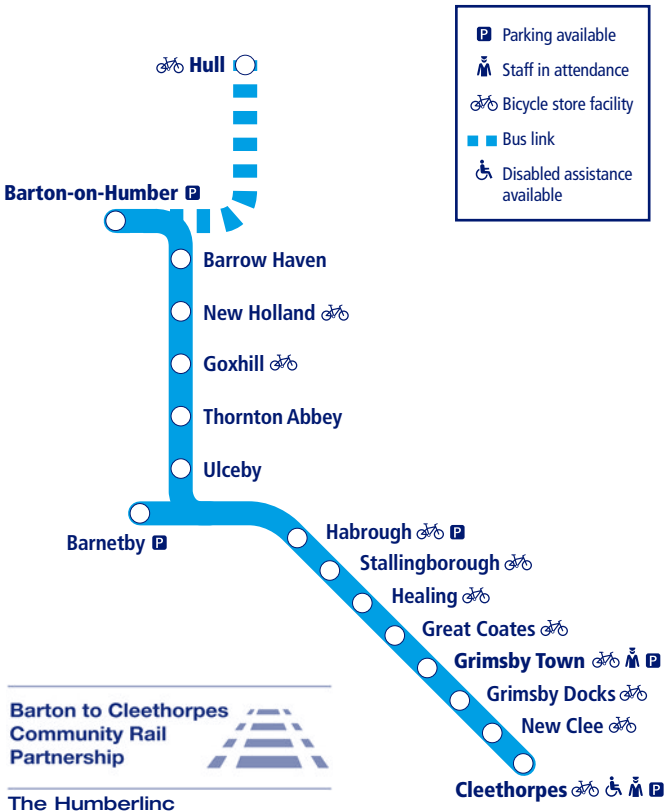 P Parking available
Staff in attendance
Bicycle store facility
Bus link
Disabled assistance
available
Hull
Barton-on-Humber P
Barrow Haven
New Holland
Goxhill
Thornton Abbey
Ulceby
Barnetby P
Habrough P
Stallingborough
Healing
Great Coates
Grimsby Town P
Grimsby Docks
New Clee
Cleethorpes P
Barton to Cleethorpes
Community Rail
Partnership
The Humberlinc